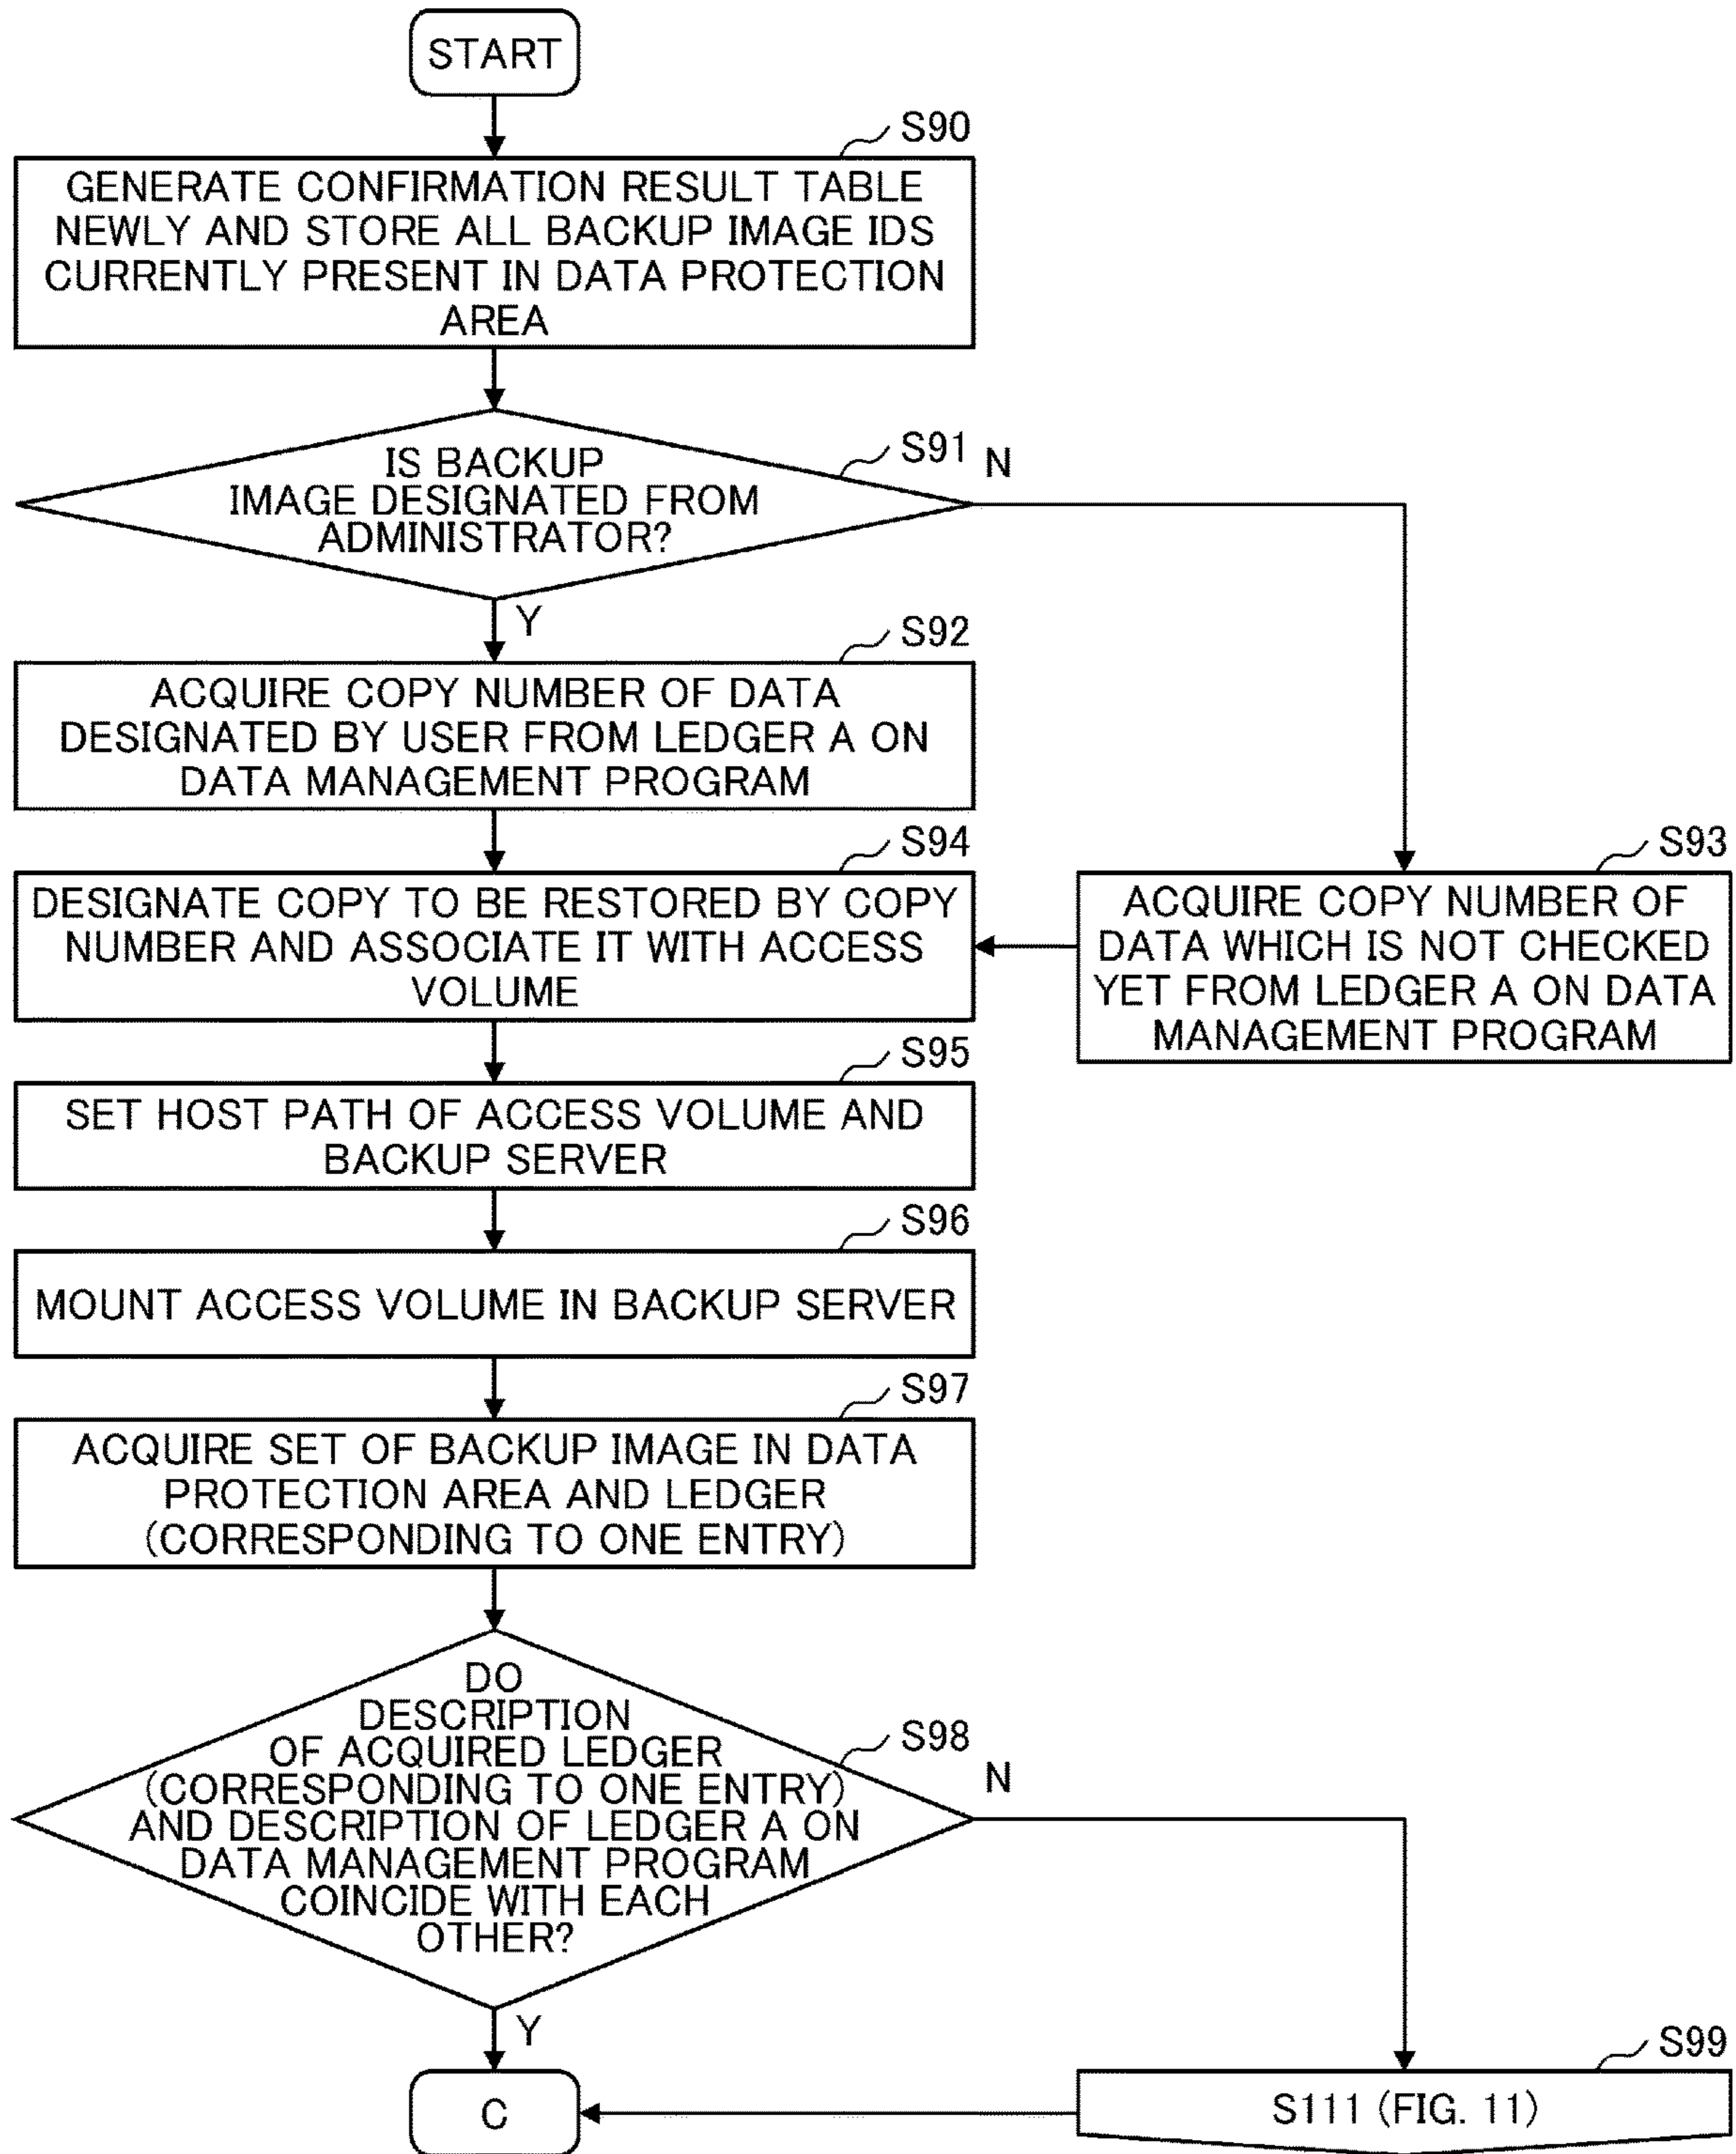 START
S90
GENERATE CONFIRMATION RESULT TABLE
NEWLY AND STORE ALL BACKUP IMAGE IDS
CURRENTLY PRESENT IN DATA PROTECTION
AREA
S91
N
IS BACKUP
IMAGE DESIGNATED FROM
ADMINISTRATOR?
Y
S92
ACQUIRE COPY NUMBER OF DATA
DESIGNATED BY USER FROM LEDGER A ON
DATA MANAGEMENT PROGRAM
S94
DESIGNATE COPY TO BE RESTORED BY COPY
NUMBER AND ASSOCIATE IT WITH ACCESS
VOLUME
S93
ACQUIRE COPY NUMBER OF
DATA WHICH IS NOT CHECKED
YET FROM LEDGER A ON DATA
MANAGEMENT PROGRAM
S95
SET HOST PATH OF ACCESS VOLUME AND
BACKUP SERVER
S96
MOUNT ACCESS VOLUME IN BACKUP SERVER
S97
ACQUIRE SET OF BACKUP IMAGE IN DATA
PROTECTION AREA AND LEDGER
(CORRESPONDING TO ONE ENTRY)
S98
N
DO
DESCRIPTION
OF ACQUIRED LEDGER
(CORRESPONDING TO ONE ENTRY)
AND DESCRIPTION OF LEDGER A ON
DATA MANAGEMENT PROGRAM
COINCIDE WITH EACH
OTHER?
Y
C
S99
S111 (FIG. 11)